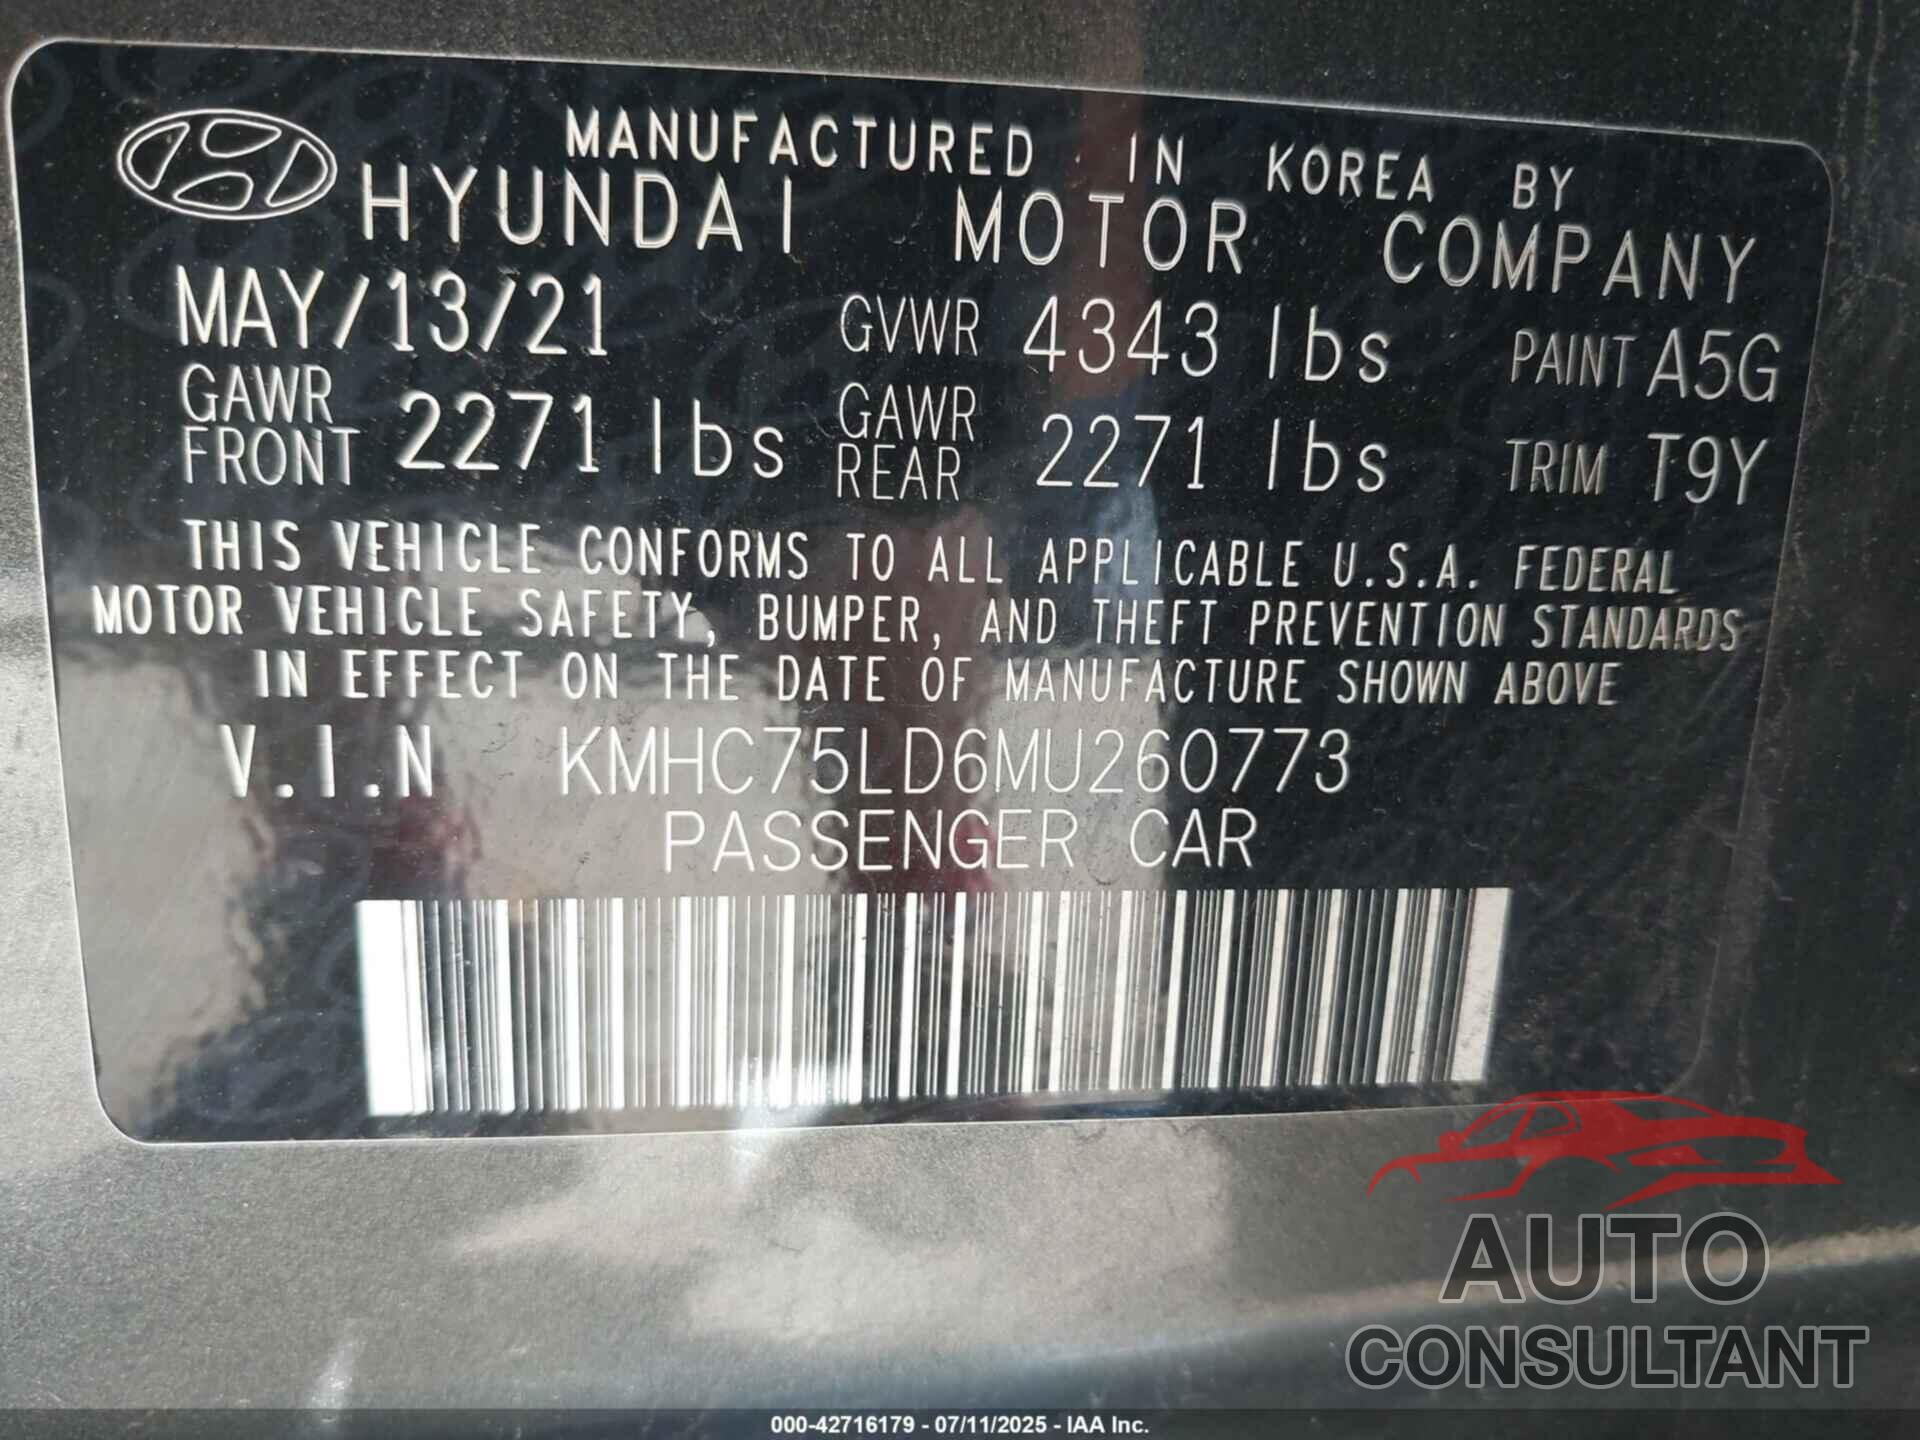 MANUFACTURED IN KOREA BY
HYUNDAI MOTOR COMPANY
MAY/13/21 GVWR 4343 lbs PAINT A5G
GAWR FRONT 2271 lbs GAWR REAR 2271 lbs TRIM T9Y
THIS VEHICLE CONFORMS TO ALL APPLICABLE U.S.A. FEDERAL
MOTOR VEHICLE SAFETY, BUMPER, AND THEFT PREVENTION STANDARDS
IN EFFECT ON THE DATE OF MANUFACTURE SHOWN ABOVE
V.I.N KMHC75LD6MU260773
PASSENGER CAR
AUTO
CONSULTANT
000-42716179 - 07/11/2025 - IAA Inc.